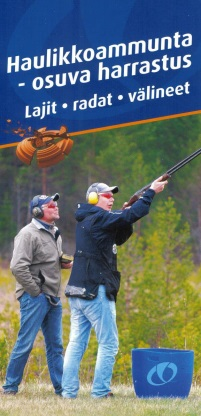 Haulikkoammunta
- osuva harrastus
Lajit • radat • välineet